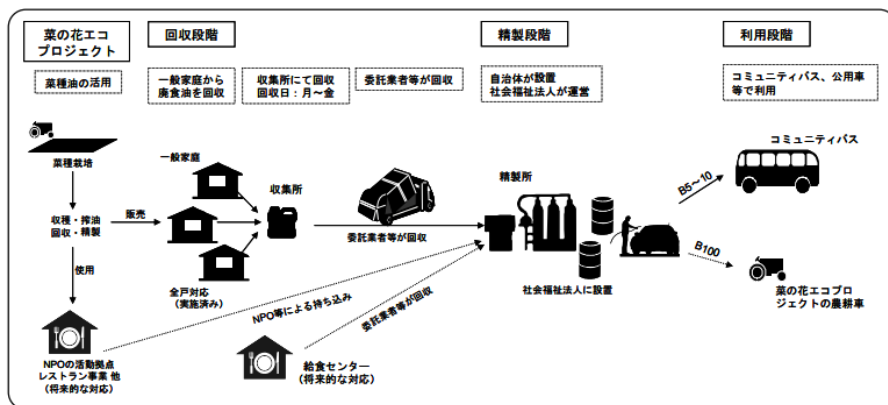 菜の花エコ
プロジェクト
回収段階
精製段階
利用段階
菜種油の活用
一般家庭から
廃食油を回収
収集所にて回収
回収日：月～金
委託業者等が回収
自治体が設置
社会福祉法人が運営
コミュニティバス、公用車
等で利用
菜種栽培
収種・搾油
回収・精製
販売
使用
NPOの活動拠点
レストラン事業 他
（将来的な対応）
一般家庭
全戸対応
（実施済み）
収集所
委託業者等が回収
NPO等による持ち込み
委託業者等が回収
給食センター
（将来的な対応）
精製所
社会福祉法人に設置
B5～10
B100
コミュニティバス
菜の花エコプロ
ジェクトの農耕車